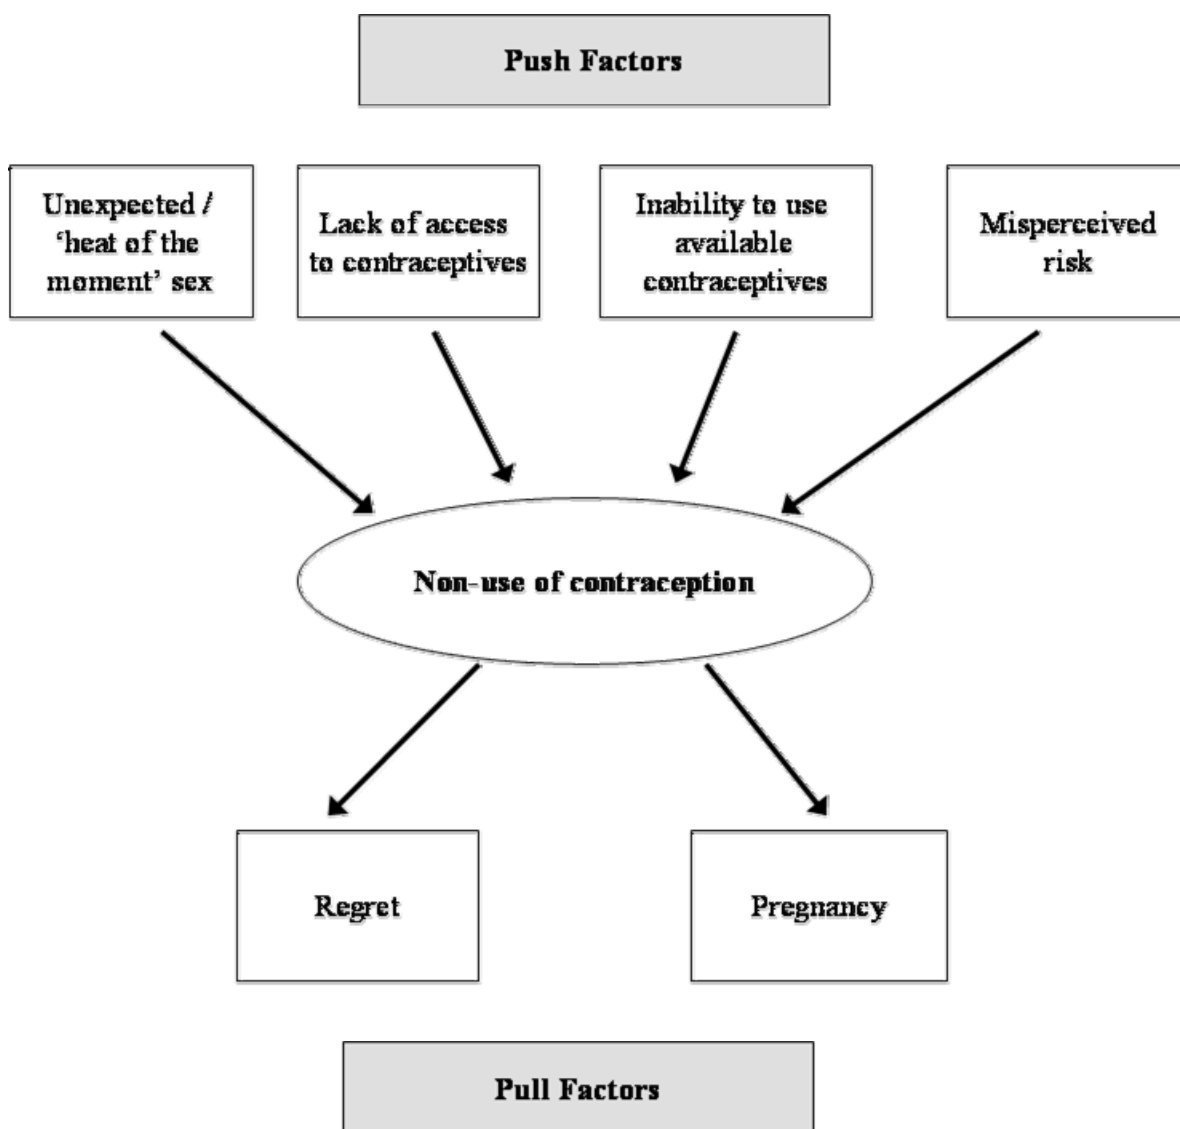 Push Factors
Unexpected /
‘heat of the
moment’ sex
Lack of access
to contraceptives
Inability to use
available
contraceptives
Misperceived
risk
Non-use of contraception
Regret
Pregnancy
Pull Factors